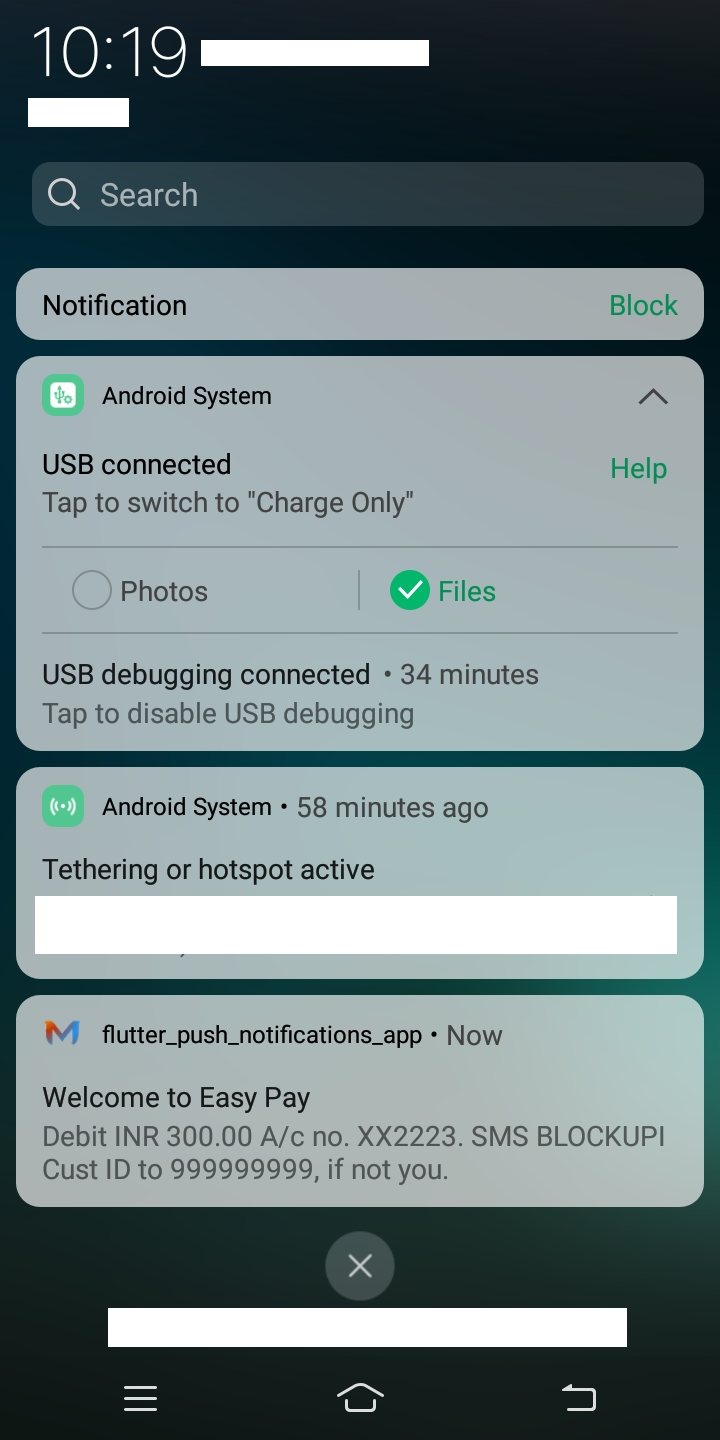 10:19
Search
Notification
Block
Android System
USB connected
Help
Tap to switch to "Charge Only"
Photos
Files
USB debugging connected • 34 minutes
Tap to disable USB debugging
Android System • 58 minutes ago
Tethering or hotspot active
flutter_push_notifications_app • Now
Welcome to Easy Pay
Debit INR 300.00 A/c no. XX2223. SMS BLOCKUPI
Cust ID to 999999999, if not you.